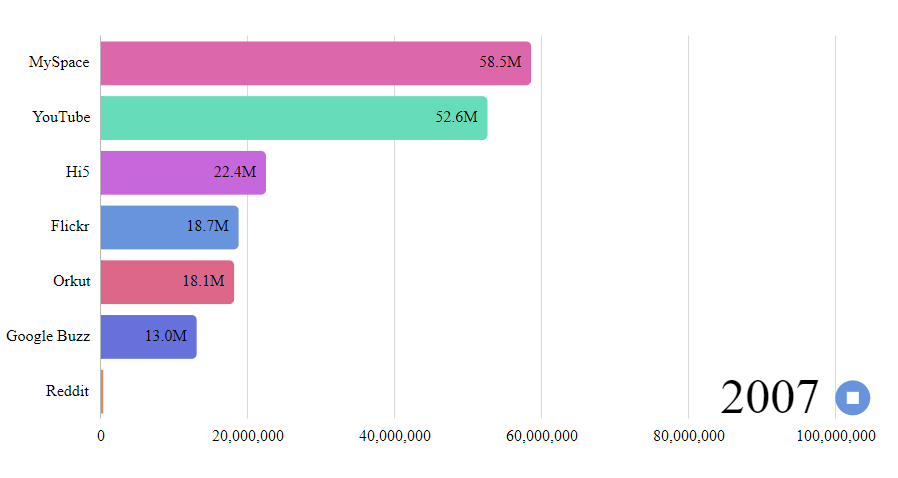 MySpace 58.5M
YouTube 52.6M
Hi5 22.4M
Flickr 18.7M
Orkut 18.1M
Google Buzz 13.0M
Reddit
2007
0 20,000,000 40,000,000 60,000,000 80,000,000 100,000,000